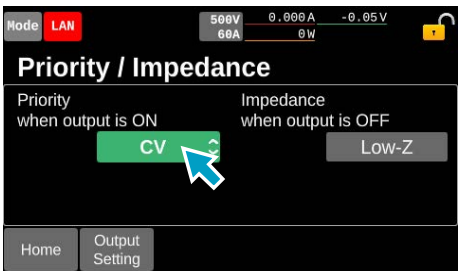 Mode LAN 500V 0.000A -0.05V
60A 0W
Priority / Impedance
Priority Impedance
when output is ON when output is OFF
CV Low-Z
Home Output
Setting